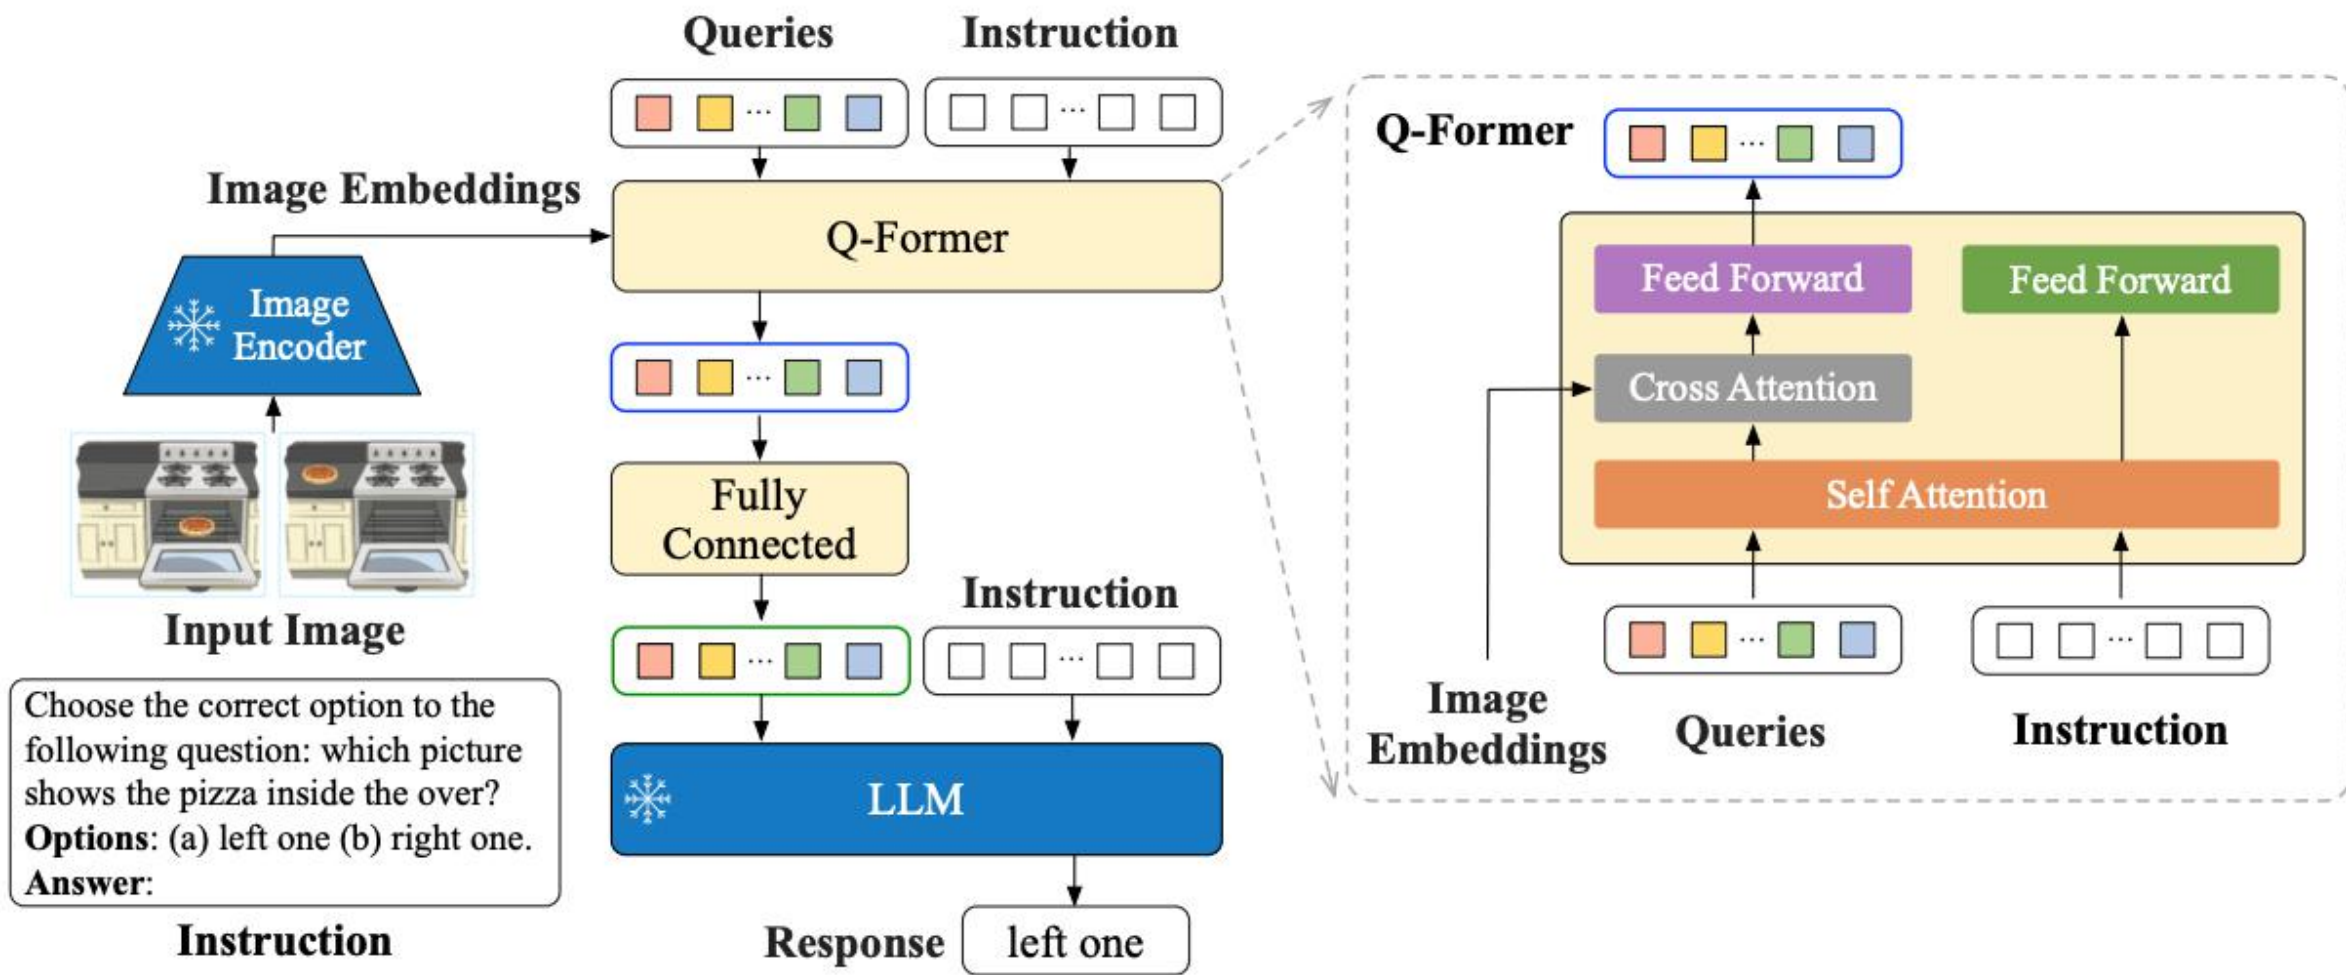 Queries
Instruction
Image Embeddings
Q-Former
Image
Encoder
Input Image
Fully
Connected
Instruction
Choose the correct option to the
following question: which picture
shows the pizza inside the over?
Options: (a) left one (b) right one.
Answer:
Instruction
LLM
Response
left one
Q-Former
Feed Forward
Feed Forward
Cross Attention
Self Attention
Image
Embeddings
Queries
Instruction